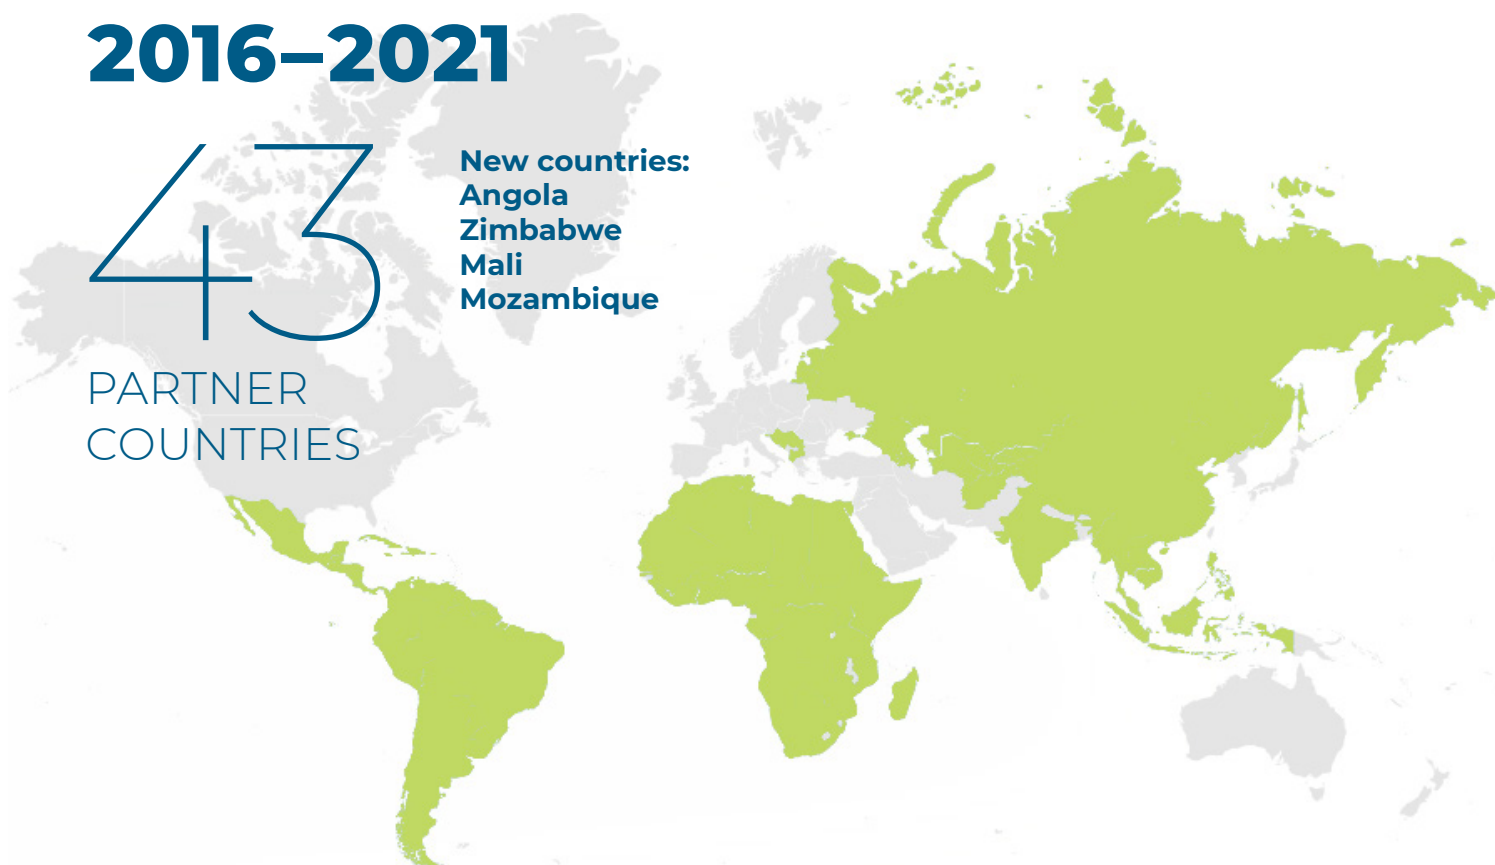 2016–2021
43
PARTNER
COUNTRIES
New countries:
Angola
Zimbabwe
Mali
Mozambique